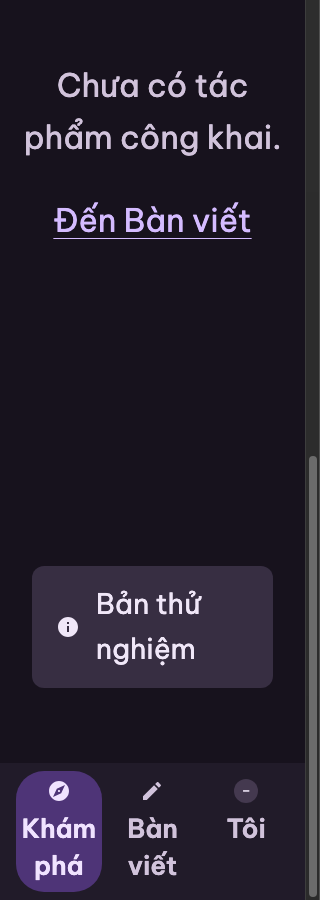 Chưa có tác
phẩm công khai.
Đến Bàn viết
Bản thử
nghiệm
Khám
phá
Bàn
viết
Tôi